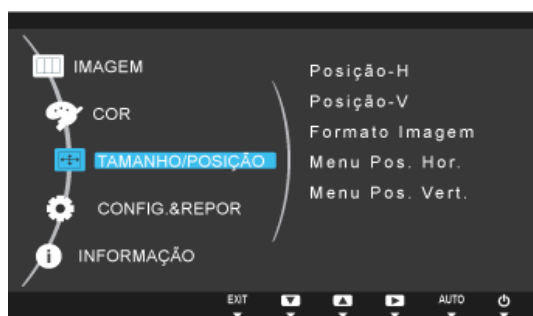 IMAGEM
COR
TAMANHO/POSIÇÃO
CONFIG.&REPOR
INFORMAÇÃO
Posição-H
Posição-V
Formato Imagem
Menu Pos. Hor.
Menu Pos. Vert.
EXIT AUTO